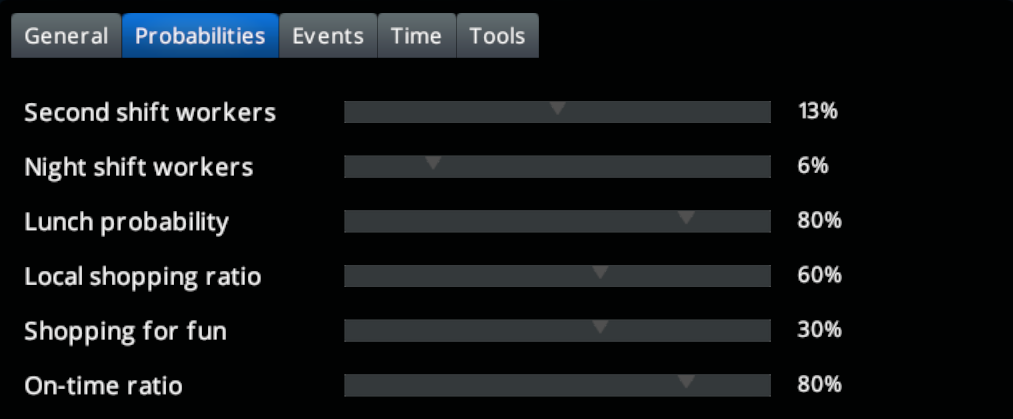 General Probabilities Events Time Tools
Second shift workers 13%
Night shift workers 6%
Lunch probability 80%
Local shopping ratio 60%
Shopping for fun 30%
On-time ratio 80%